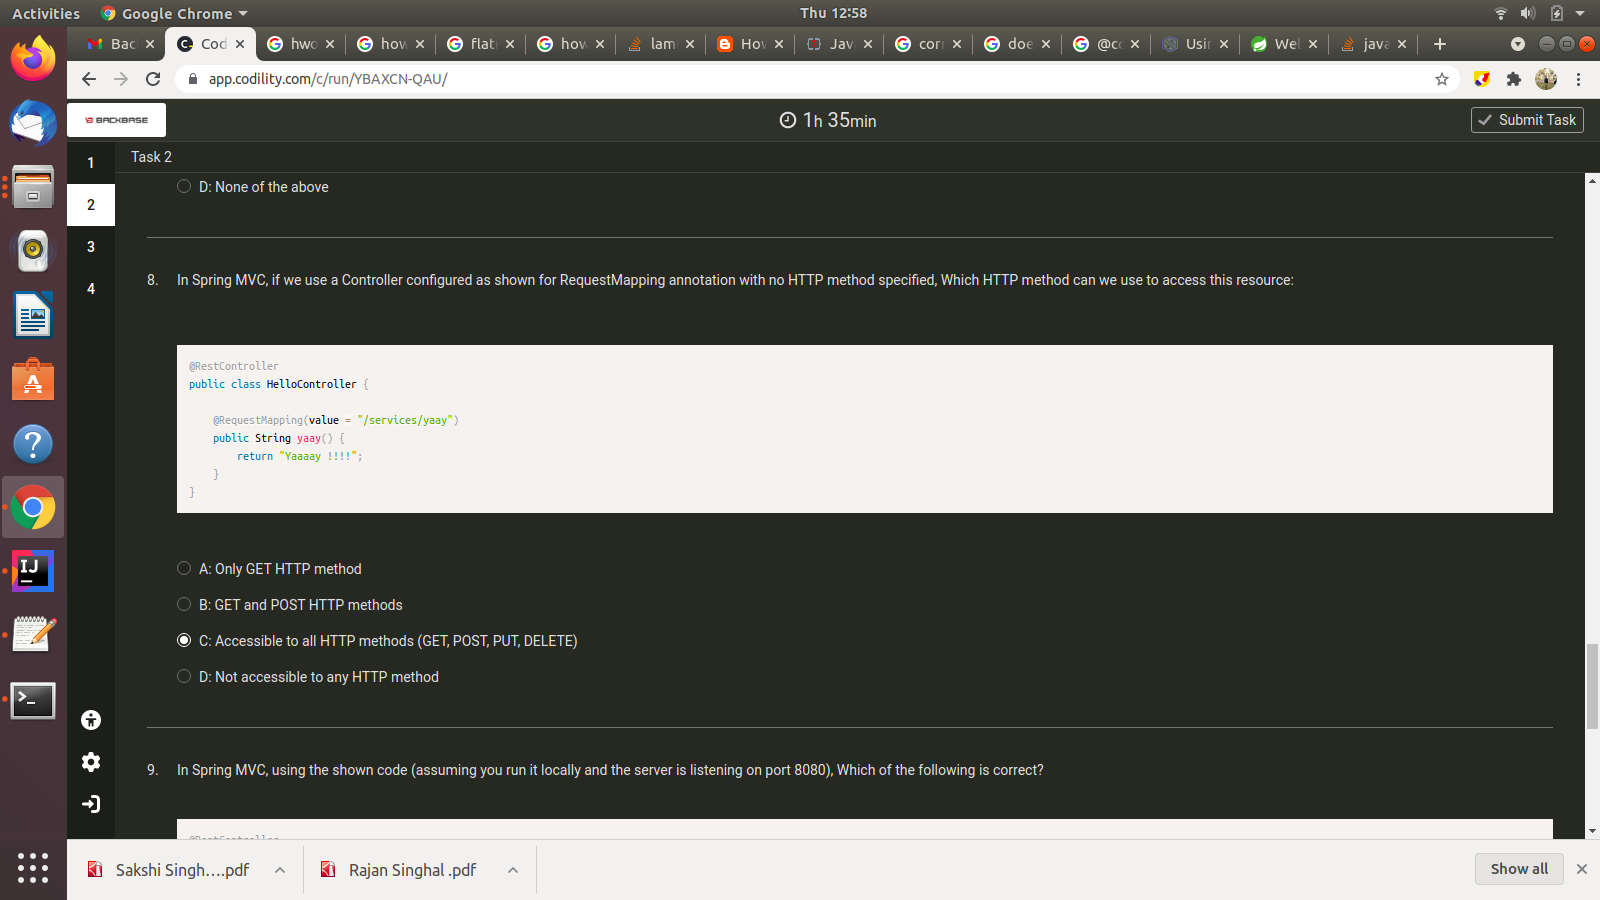 Activities
Google Chrome
Thu 12:58
Bac
Cod
hwo
how
flat
how
lam
Hov
Jav
corr
doe
@cc
Usin
Wel
java
app.codility.com/c/run/YBAXCN-QAU/
BACKBASE
1h 35min
Submit Task
1
Task 2
2
3
4
D: None of the above
8. In Spring MVC, if we use a Controller configured as shown for RequestMapping annotation with no HTTP method specified, Which HTTP method can we use to access this resource:
@RestController
public class HelloController {
@RequestMapping(value = "/services/yaay")
public String yaay() {
return "Yaaaay !!!!";
}
}
A: Only GET HTTP method
B: GET and POST HTTP methods
C: Accessible to all HTTP methods (GET, POST, PUT, DELETE)
D: Not accessible to any HTTP method
9. In Spring MVC, using the shown code (assuming you run it locally and the server is listening on port 8080), Which of the following is correct?
@RestController
Sakshi Singh....pdf
Rajan Singhal .pdf
Show all